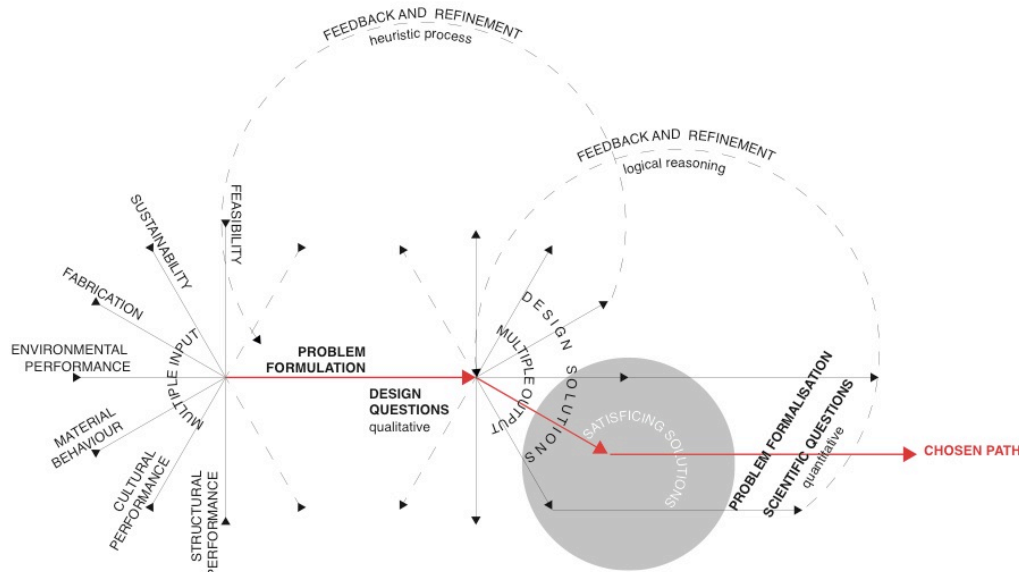 FEEDBACK AND REFINEMENT
heuristic process
FEEDBACK AND REFINEMENT
logical reasoning
FEASIBILITY
SUSTAINABILITY
FABRICATION
ENVIRONMENTAL
PERFORMANCE
MATERIAL
BEHAVIOUR
CULTURAL
PERFORMANCE
STRUCTURAL
PERFORMANCE
MULTIPLE INPUT
PROBLEM
FORMULATION
DESIGN
QUESTIONS
qualitative
MULTIPLE OUTPUT
DESIGN SOLUTIONS
SATISFICING SOLUTIONS
PROBLEM FORMALISATION
SCIENTIFIC QUESTIONS
quantitative
CHOSEN PATH